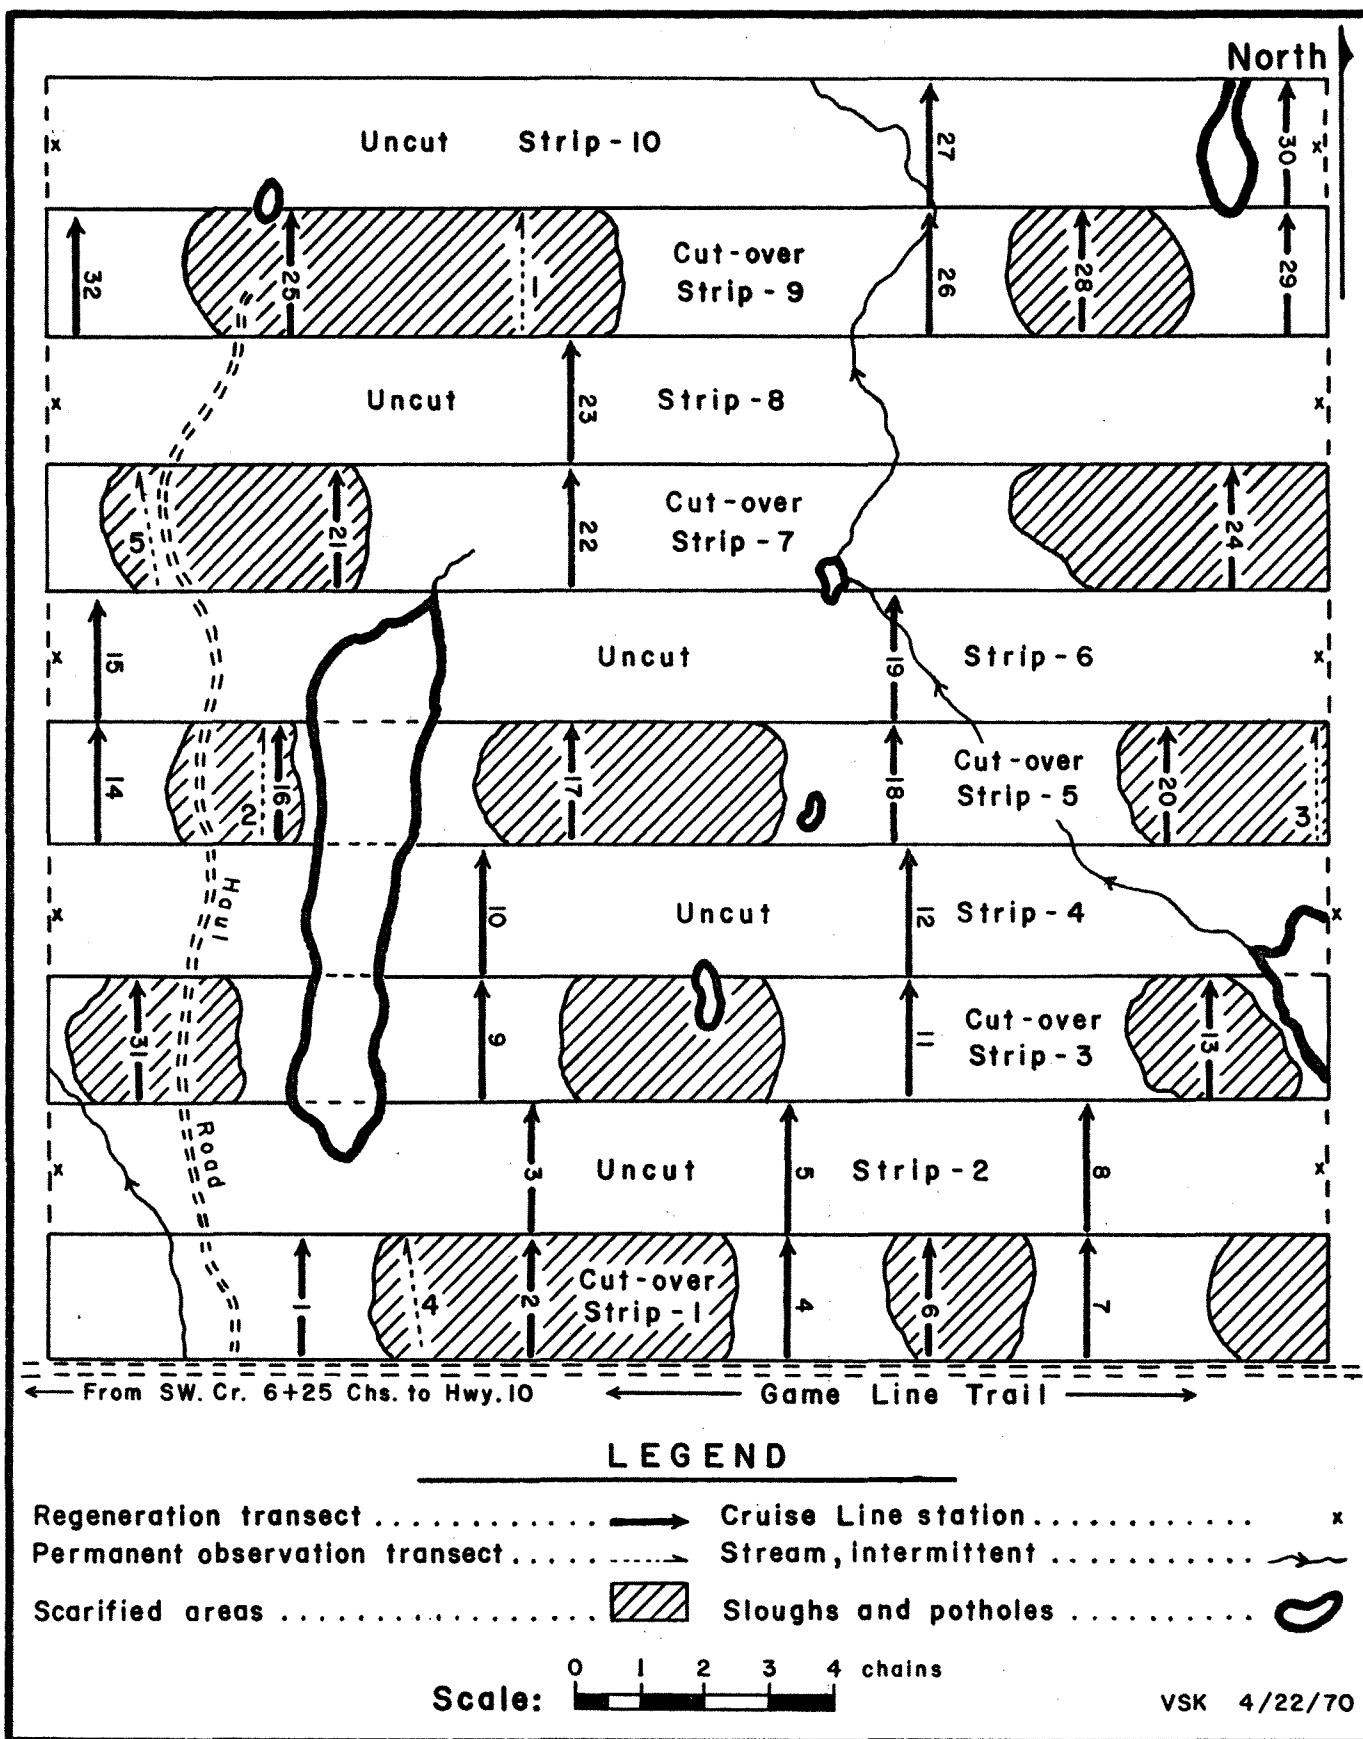 North
Uncut Strip-10
27
30
Cut-over
Strip-9
32
25
1
26
28
29
Uncut Strip-8
23
Cut-over
Strip-7
5
21
22
24
Uncut Strip-6
15
19
Cut-over
Strip-5
14
2
16
17
18
20
3
Haul
Uncut Strip-4
10
12
Cut-over
Strip-3
31
9
11
13
Road
Uncut Strip-2
3
5
8
Cut-over
Strip-1
1
4
2
4
6
7
From SW. Cr. 6+25 Chs. to Hwy. 10
Game Line Trail
LEGEND
Regeneration transect ............
Cruise Line station............ x
Permanent observation transect.....
Stream, intermittent ...........
Scarified areas ..................
Sloughs and potholes ..........
0 1 2 3 4 chains
Scale:
VSK 4/22/70